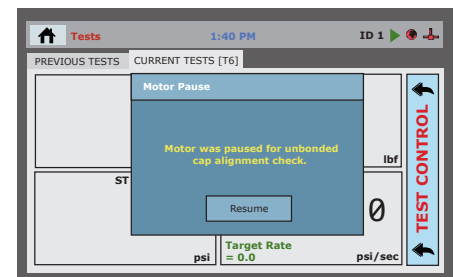 Tests 1:40 PM ID 1
PREVIOUS TESTS CURRENT TESTS [T6]
Motor Pause
Motor was paused for unbonded
cap alignment check.
lbf
ST
Resume
0
Target Rate
psi = 0.0 psi/sec
TEST CONTROL